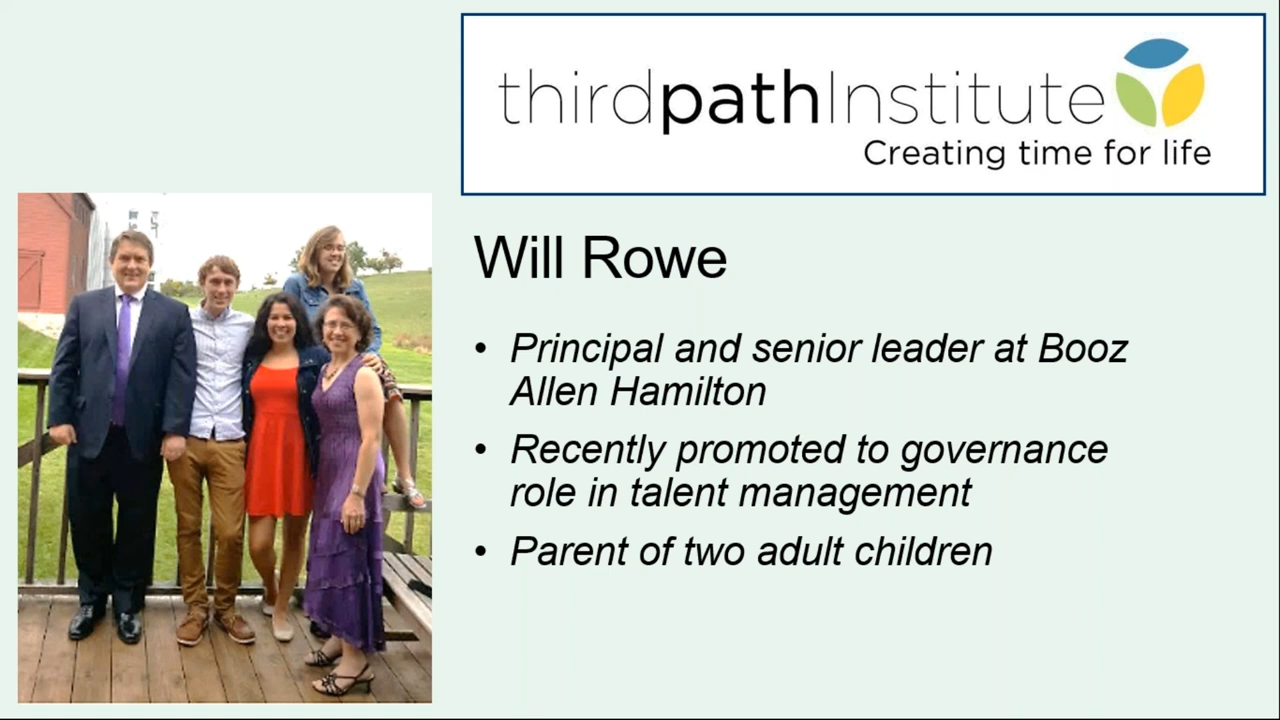 thirdpathInstitute
Creating time for life
Will Rowe
• Principal and senior leader at Booz
Allen Hamilton
• Recently promoted to governance
role in talent management
• Parent of two adult children